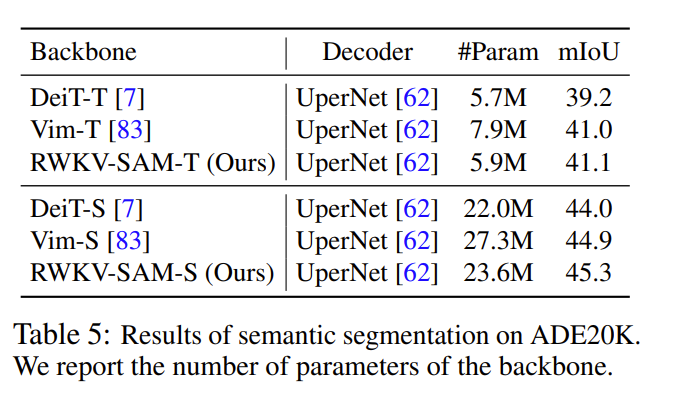 Backbone Decoder #Param mIoU
DeiT-T [7] UperNet [62] 5.7M 39.2
Vim-T [83] UperNet [62] 7.9M 41.0
RWKV-SAM-T (Ours) UperNet [62] 5.9M 41.1
DeiT-S [7] UperNet [62] 22.0M 44.0
Vim-S [83] UperNet [62] 27.3M 44.9
RWKV-SAM-S (Ours) UperNet [62] 23.6M 45.3
Table 5: Results of semantic segmentation on ADE20K.
We report the number of parameters of the backbone.